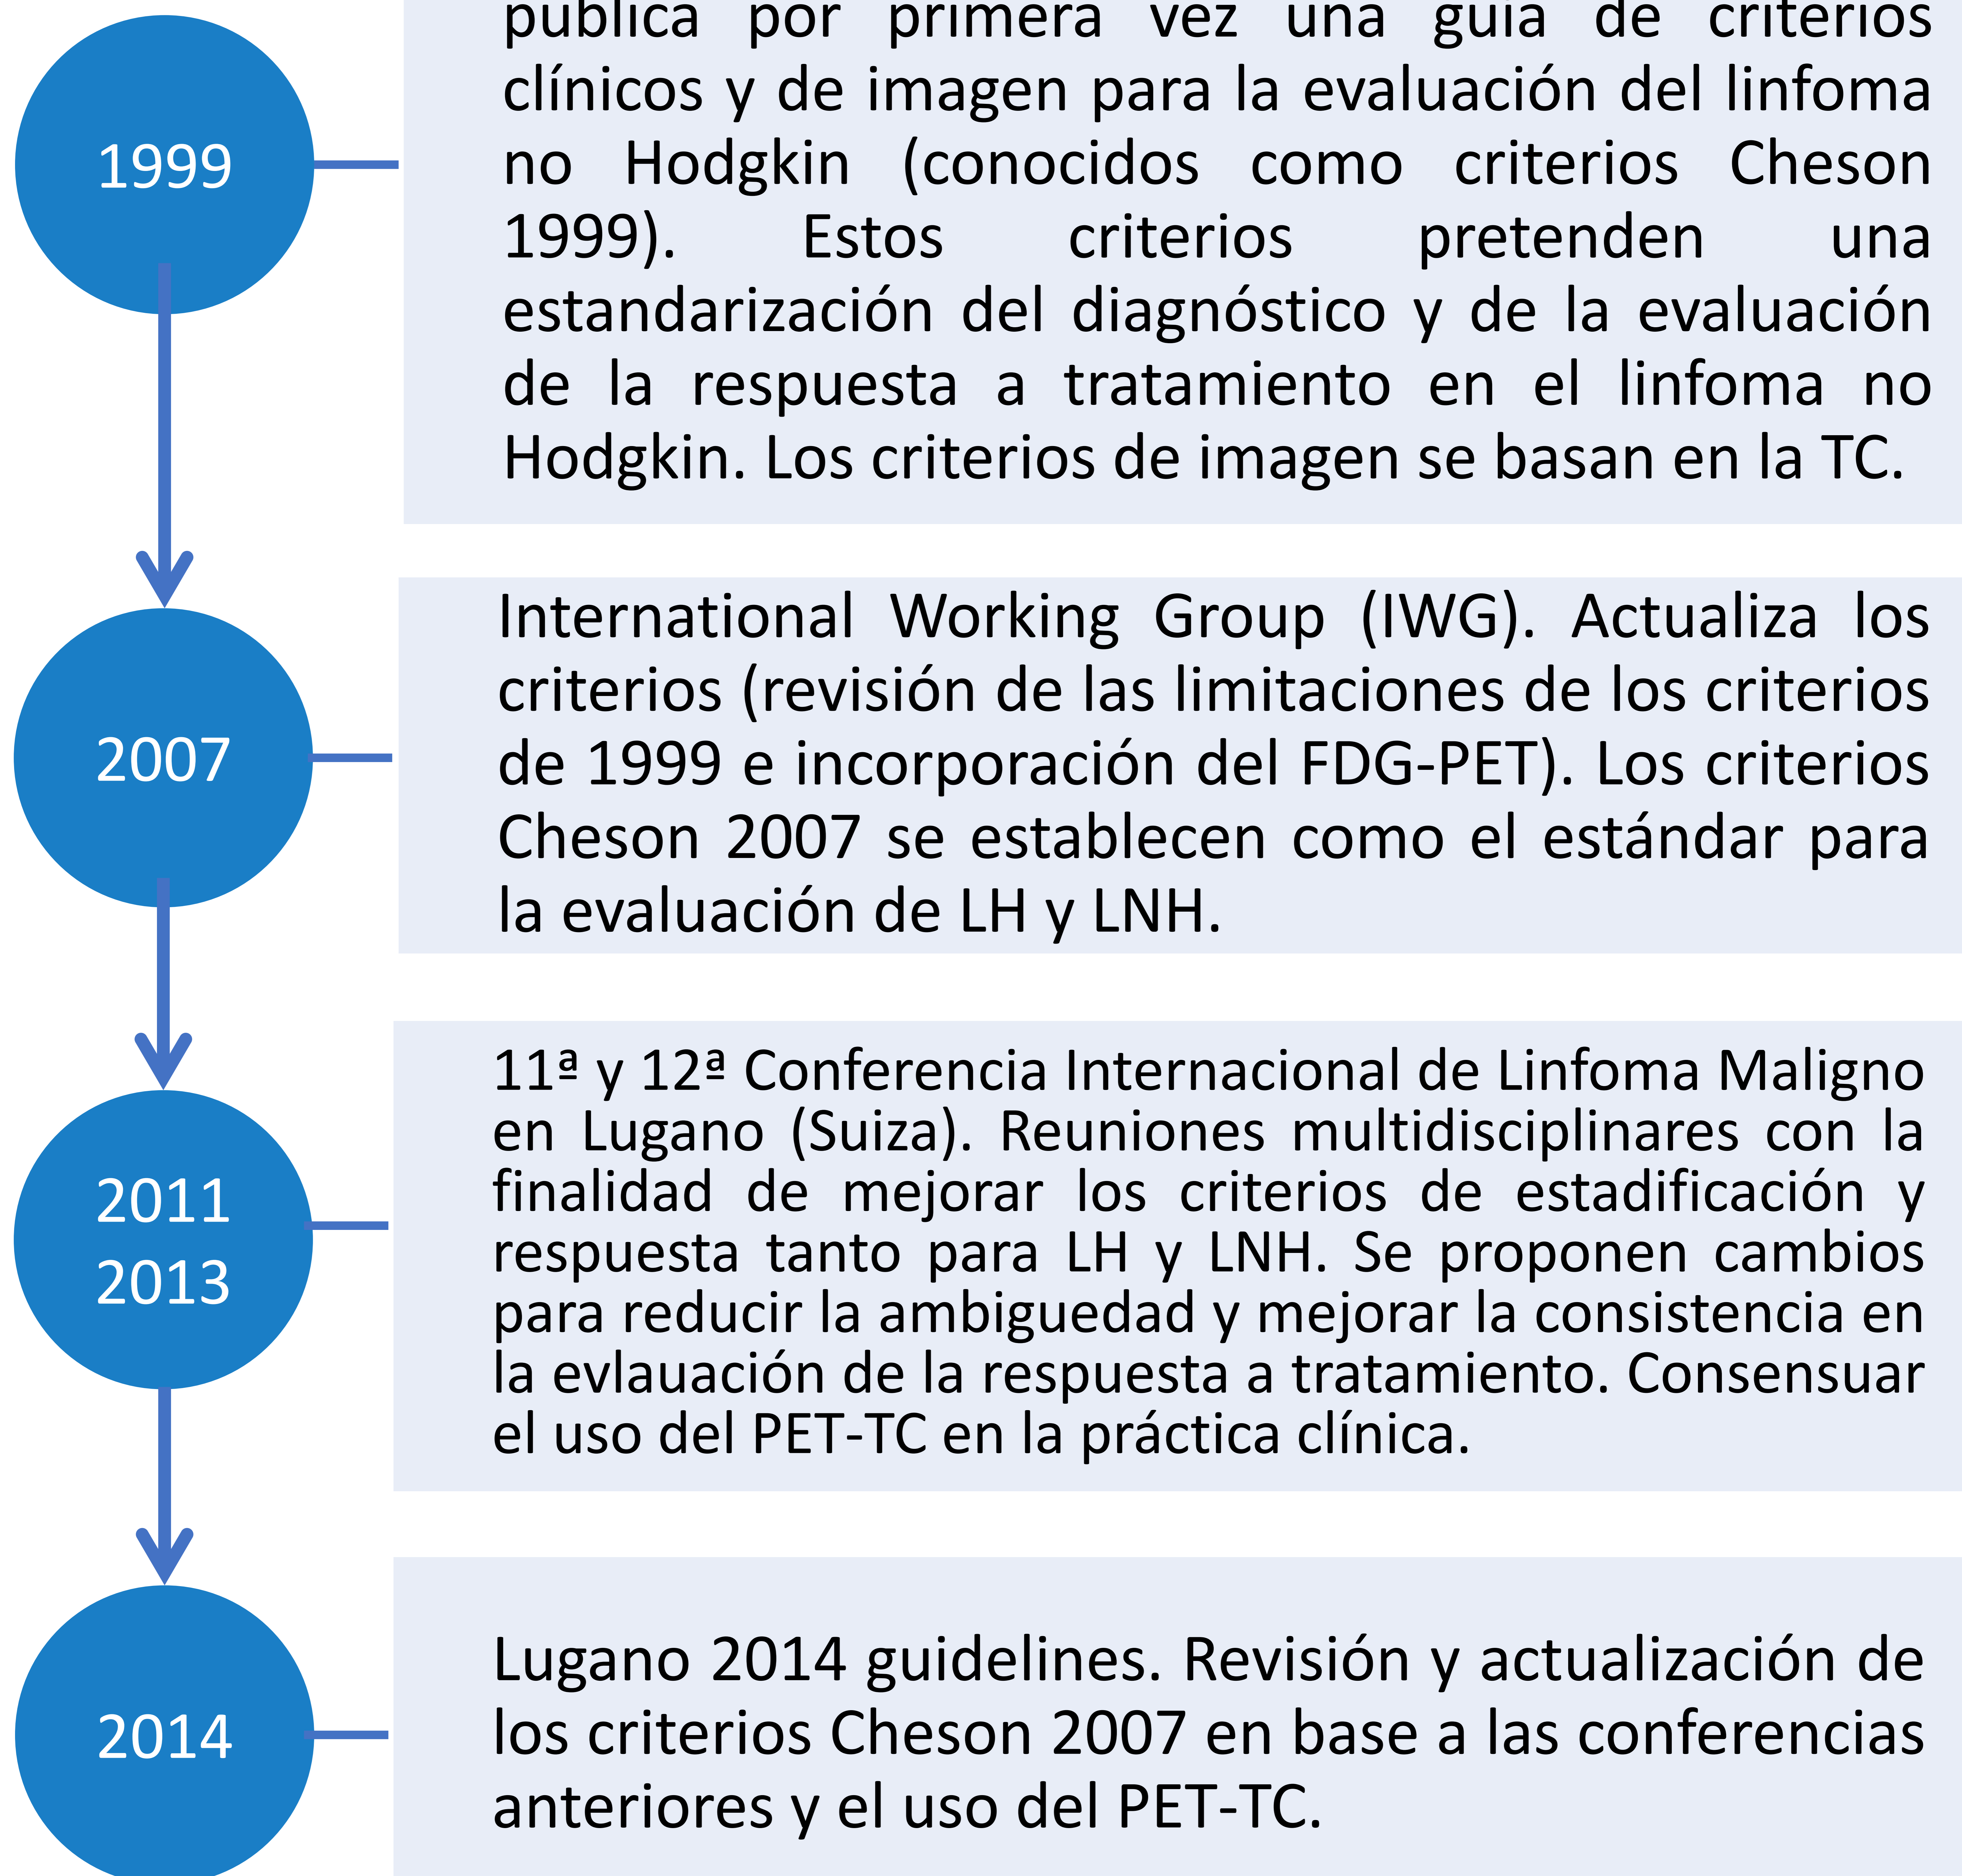 1999
publica por primera vez una guía de criterios
clínicos y de imagen para la evaluación del linfoma
no Hodgkin (conocidos como criterios Cheson
1999). Estos criterios pretenden una
estandarización del diagnóstico y de la evaluación
de la respuesta a tratamiento en el linfoma no
Hodgkin. Los criterios de imagen se basan en la TC.
2007
International Working Group (IWG). Actualiza los
criterios (revisión de las limitaciones de los criterios
de 1999 e incorporación del FDG-PET). Los criterios
Cheson 2007 se establecen como el estándar para
la evaluación de LH y LNH.
2011
2013
11ª y 12ª Conferencia Internacional de Linfoma Maligno
en Lugano (Suiza). Reuniones multidisciplinares con la
finalidad de mejorar los criterios de estadificación y
respuesta tanto para LH y LNH. Se proponen cambios
para reducir la ambiguedad y mejorar la consistencia en
la evlauación de la respuesta a tratamiento. Consensuar
el uso del PET-TC en la práctica clínica.
2014
Lugano 2014 guidelines. Revisión y actualización de
los criterios Cheson 2007 en base a las conferencias
anteriores y el uso del PET-TC.